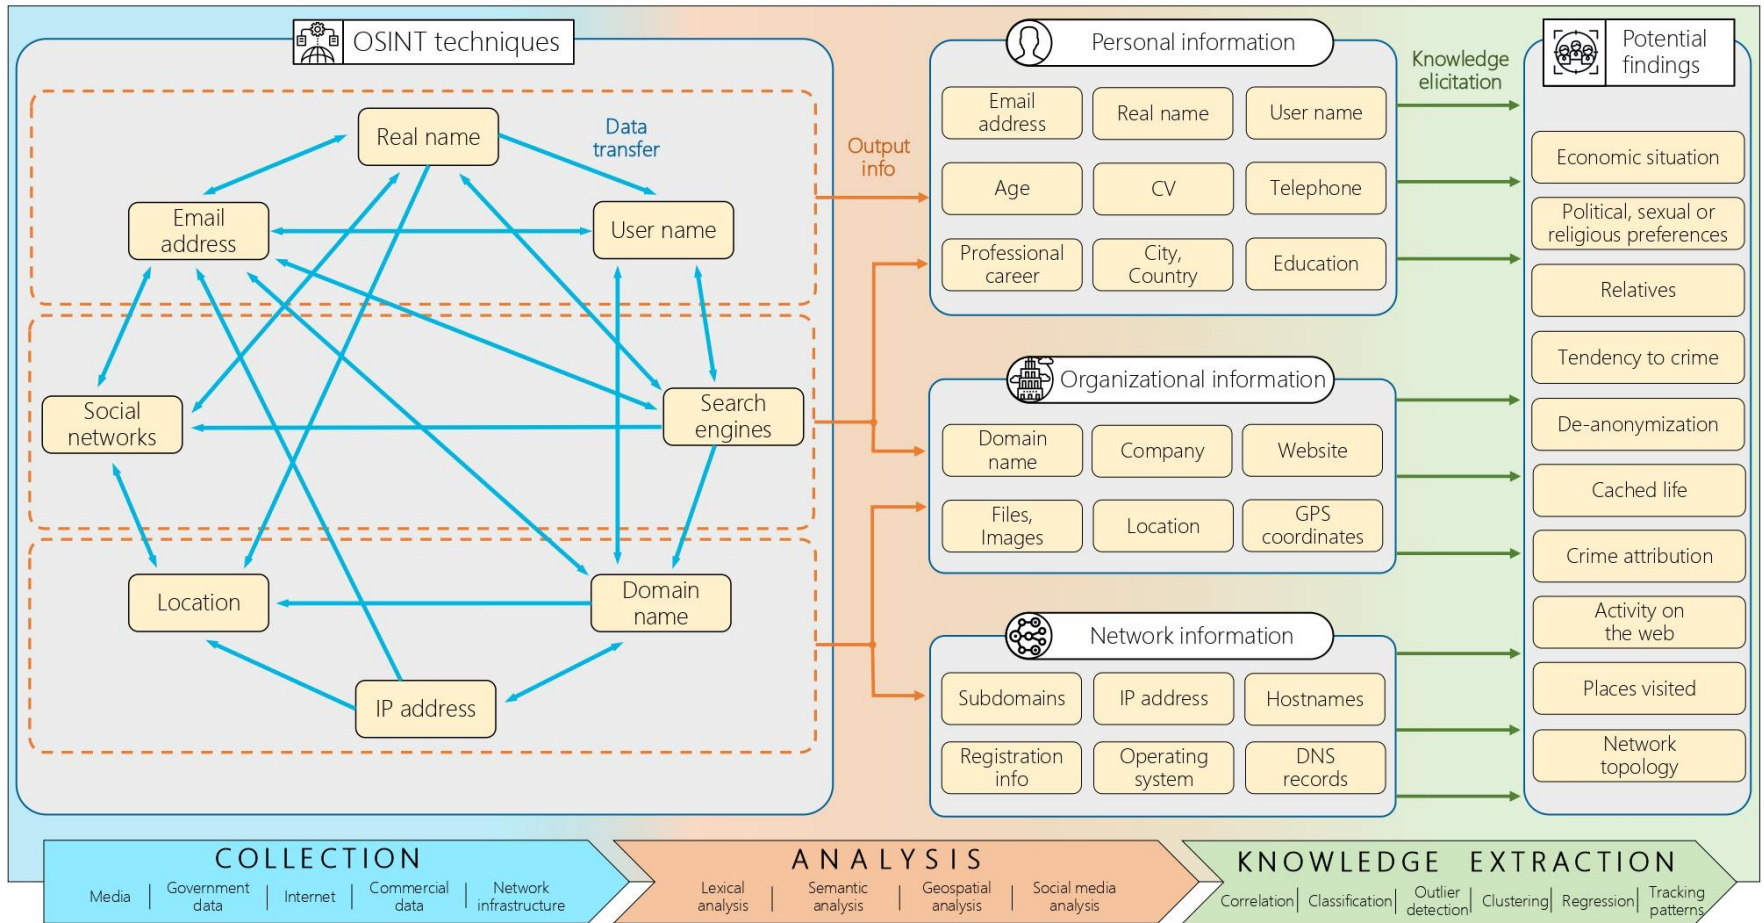 OSINT techniques
Real name
Data
transfer
Email
address
User name
Social
networks
Search
engines
Location
Domain
name
IP address
Output
info
Personal information
Email
address
Real name
User name
Age
CV
Telephone
Professional
career
City,
Country
Education
Organizational information
Domain
name
Company
Website
Files,
Images
Location
GPS
coordinates
Network information
Subdomains
IP address
Hostnames
Registration
info
Operating
system
DNS
records
Knowledge
elicitation
Potential
findings
Economic situation
Political, sexual or
religious preferences
Relatives
Tendency to crime
De-anonymization
Cached life
Crime attribution
Activity on
the web
Places visited
Network
topology
COLLECTION
Media
Government
data
Internet
Commercial
data
Network
infrastructure
ANALYSIS
Lexical
analysis
Semantic
analysis
Geospatial
analysis
Social media
analysis
KNOWLEDGE EXTRACTION
Correlation
Classification
Outlier
detection
Clustering
Regression
Tracking
patterns